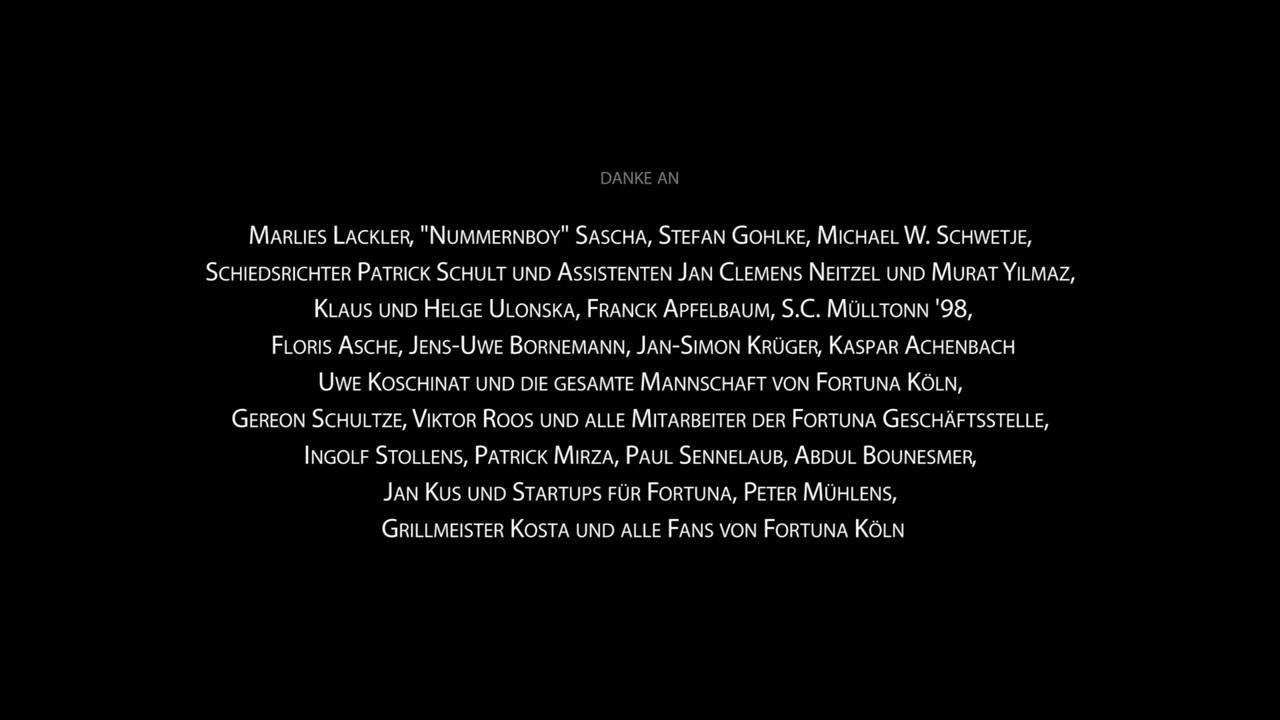 DANKE AN
Marlies Lackler, "Nummernboy" Sascha, Stefan Gohlke, Michael W. Schwetje,
Schiedsrichter Patrick Schult und Assistenten Jan Clemens Neitzel und Murat Yilmaz,
Klaus und Helge Ulonska, Franck Apfelbaum, S.C. Mülltonn '98,
Floris Asche, Jens-Uwe Bornemann, Jan-Simon Krüger, Kaspar Achenbach
Uwe Koschinat und die gesamte Mannschaft von Fortuna Köln,
Gereon Schultze, Viktor Roos und alle Mitarbeiter der Fortuna Geschäftsstelle,
Ingolf Stollens, Patrick Mirza, Paul Sennelaub, Abdul Bounesmer,
Jan Kus und Startups für Fortuna, Peter Mühlens,
Grillmeister Kosta und alle Fans von Fortuna Köln